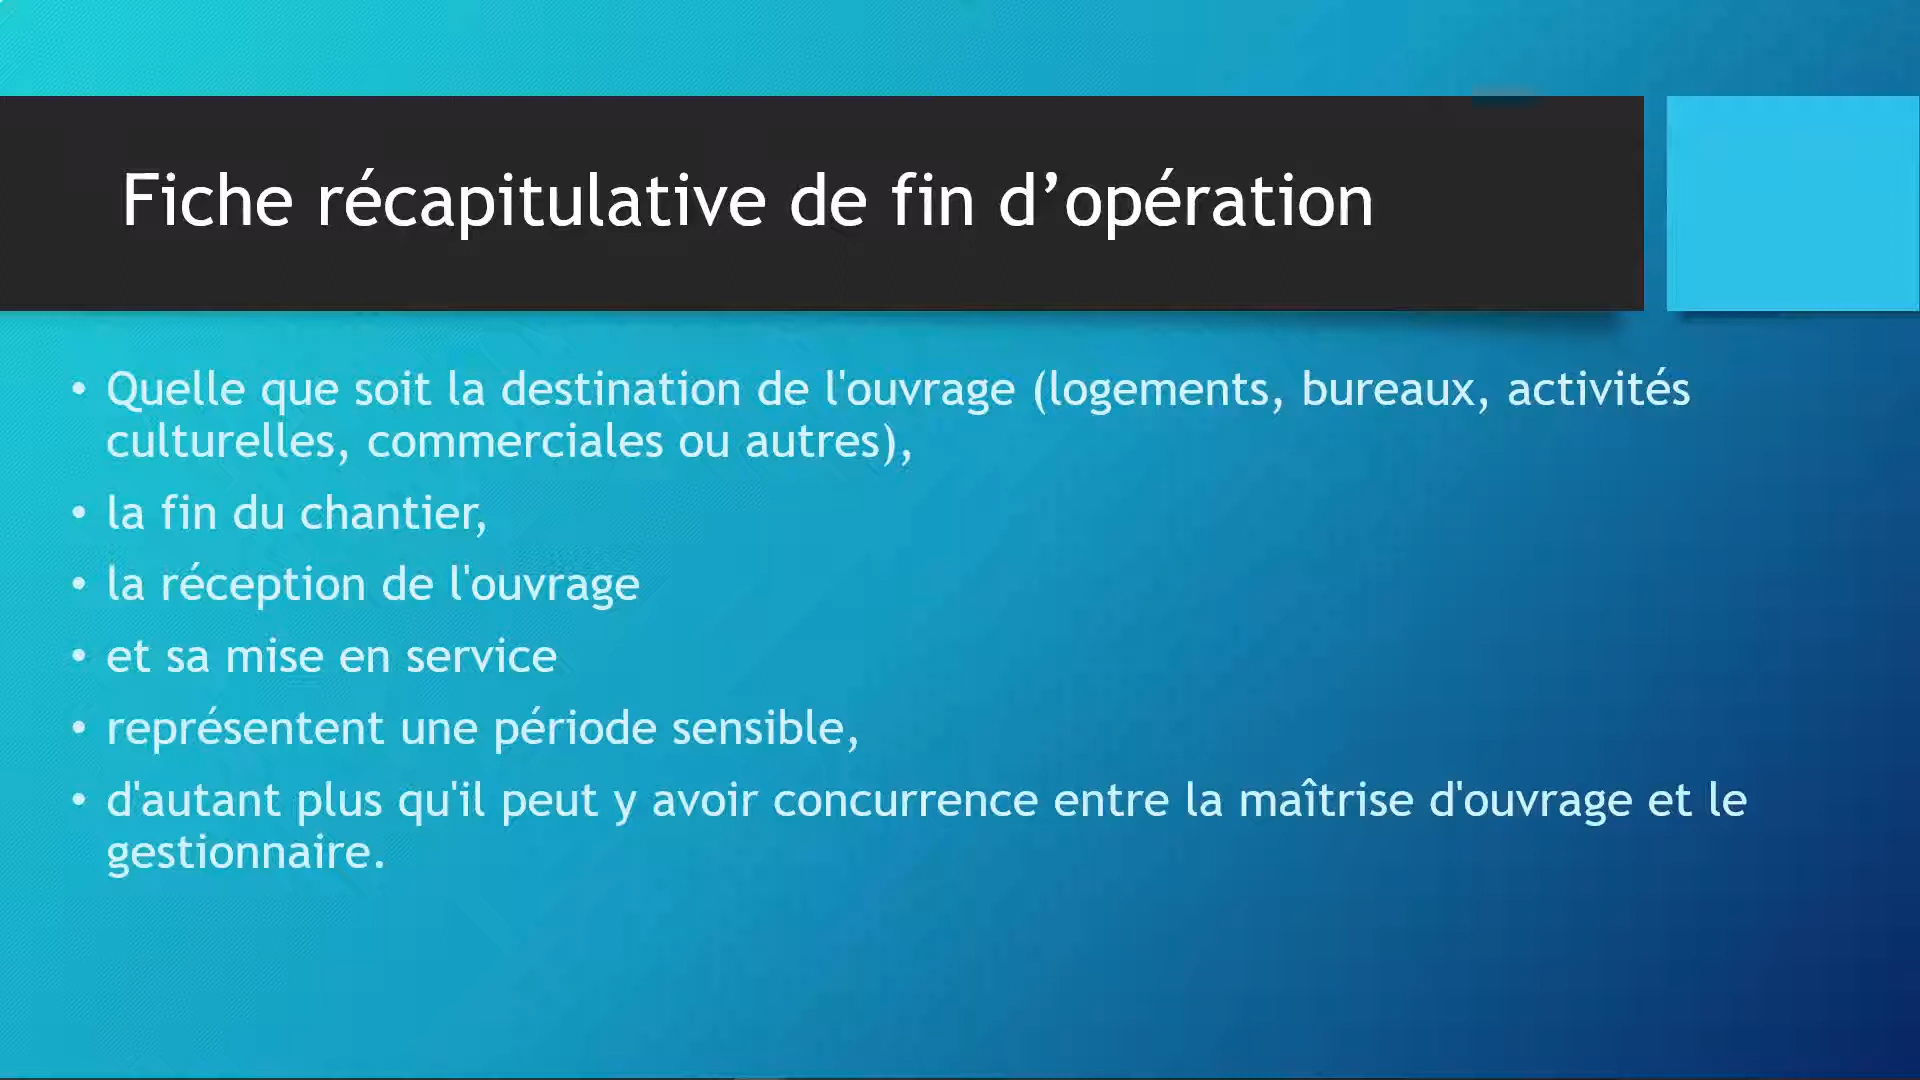 Fiche récapitulative de fin d’opération
• Quelle que soit la destination de l'ouvrage (logements, bureaux, activités
culturelles, commerciales ou autres),
• la fin du chantier,
• la réception de l'ouvrage
• et sa mise en service
• représentent une période sensible,
• d'autant plus qu'il peut y avoir concurrence entre la maîtrise d'ouvrage et le
gestionnaire.